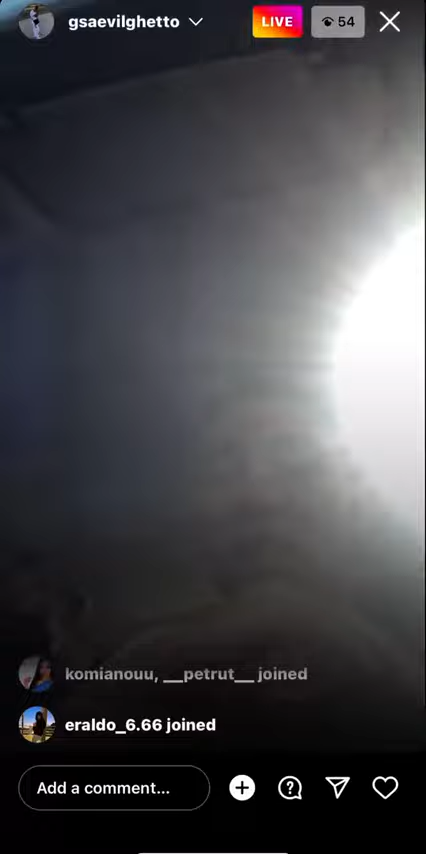 gsaevilghetto
LIVE
54
komianouu, __petrut__ joined
eraldo_6.66 joined
Add a comment...